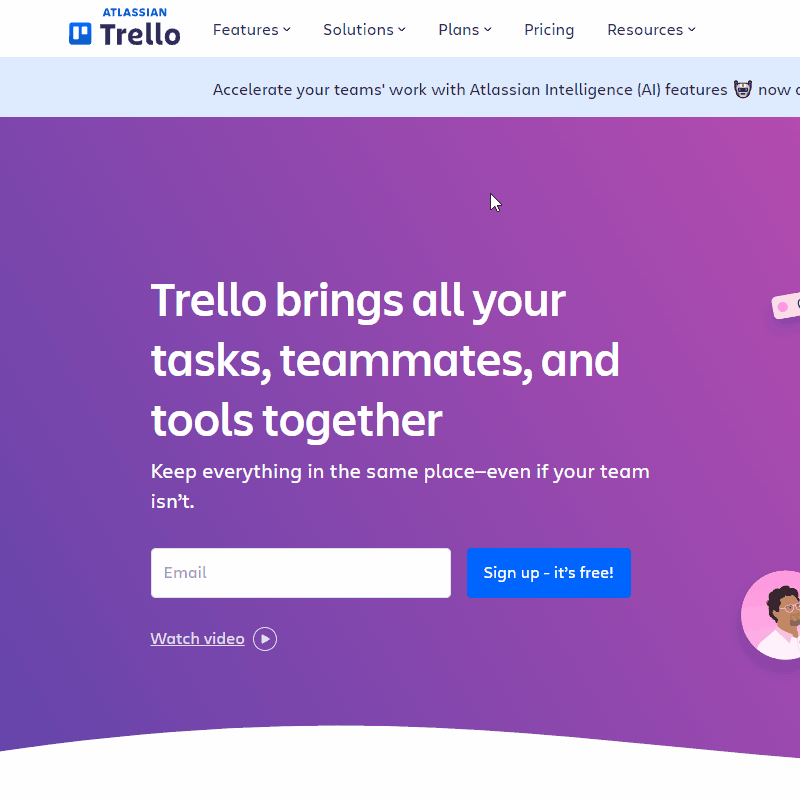 ATLASSIAN
Trello
Features Solutions Plans Pricing Resources
Accelerate your teams' work with Atlassian Intelligence (AI) features 🤖 now
Trello brings all your
tasks, teammates, and
tools together
Keep everything in the same place—even if your team
isn’t.
Email
Sign up - it’s free!
Watch video